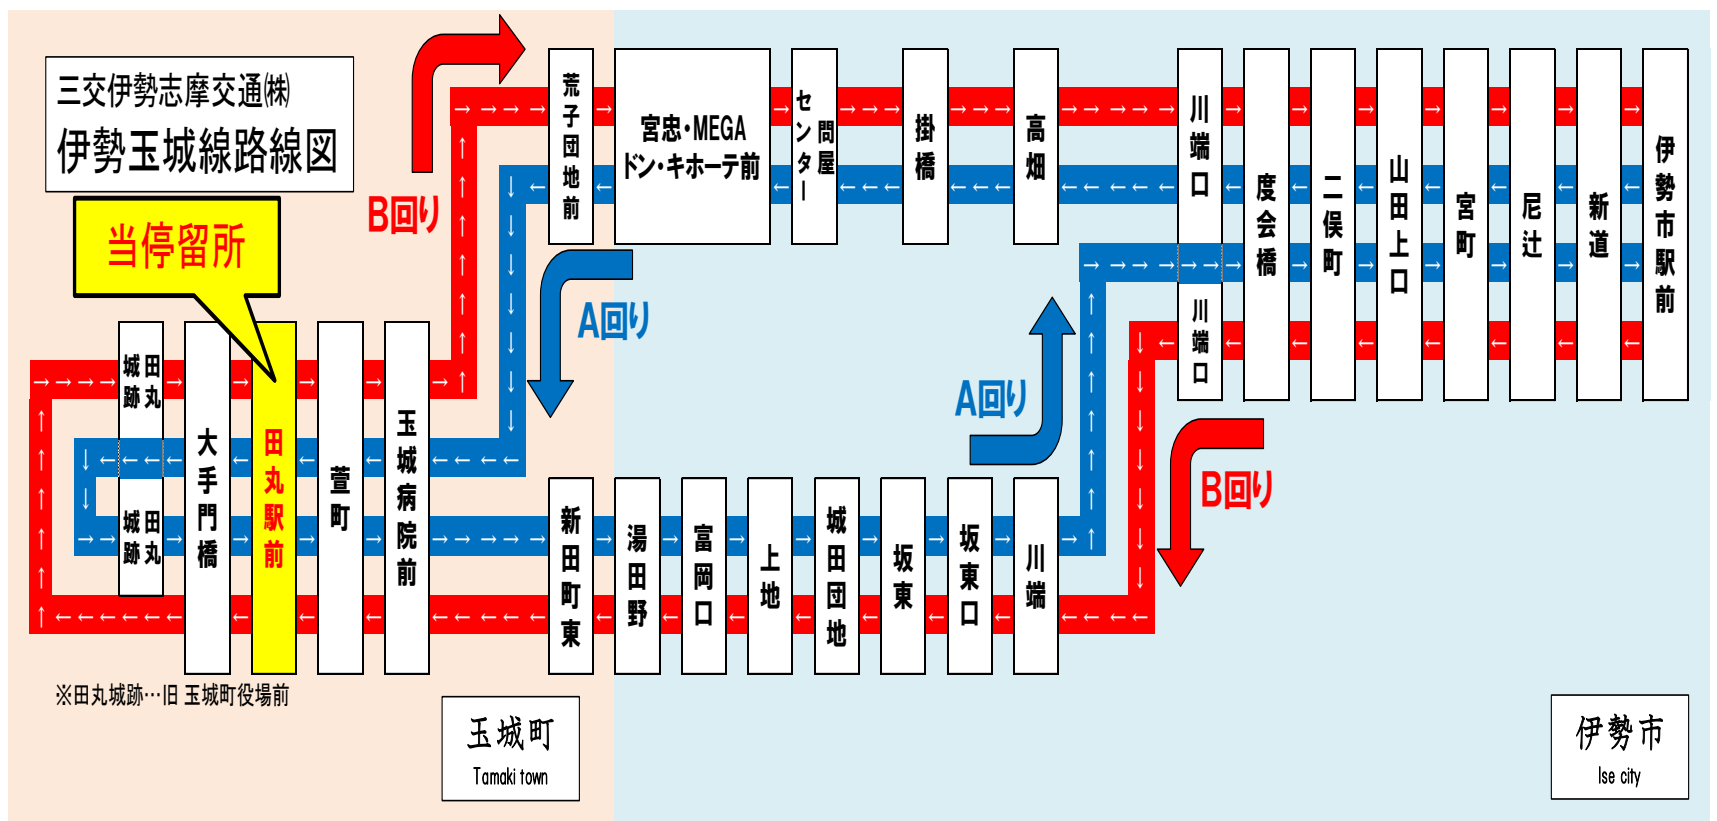 三交伊勢志摩交通㈱
伊勢玉城線路線図
当停留所
B回り
荒子団地前
宮忠・MEGA
ドン・キホーテ前
問屋
センター
掛橋
高畑
川端口
度会橋
二俣町
山田上口
宮町
尼辻
新道
伊勢市駅前
A回り
A回り
川端口
B回り
田丸
城跡
田丸
城跡
大手門橋
田丸駅前
萱町
玉城病院前
新田町東
湯田野
富岡口
上地
城田団地
坂東
坂東口
川端
※田丸城跡…旧 玉城町役場前
玉城町
Tamaki town
伊勢市
Ise city